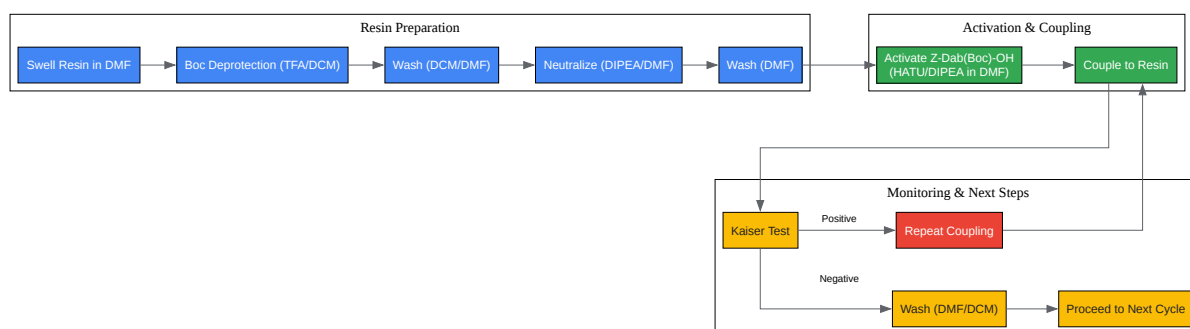 Resin Preparation
Swell Resin in DMF
Boc Deprotection (TFA/DCM)
Wash (DCM/DMF)
Neutralize (DIPEA/DMF)
Wash (DMF)
Activation & Coupling
Activate Z-Dab(Boc)-OH
(HATU/DIPEA in DMF)
Couple to Resin
Monitoring & Next Steps
Kaiser Test
Positive
Repeat Coupling
Negative
Wash (DMF/DCM)
Proceed to Next Cycle